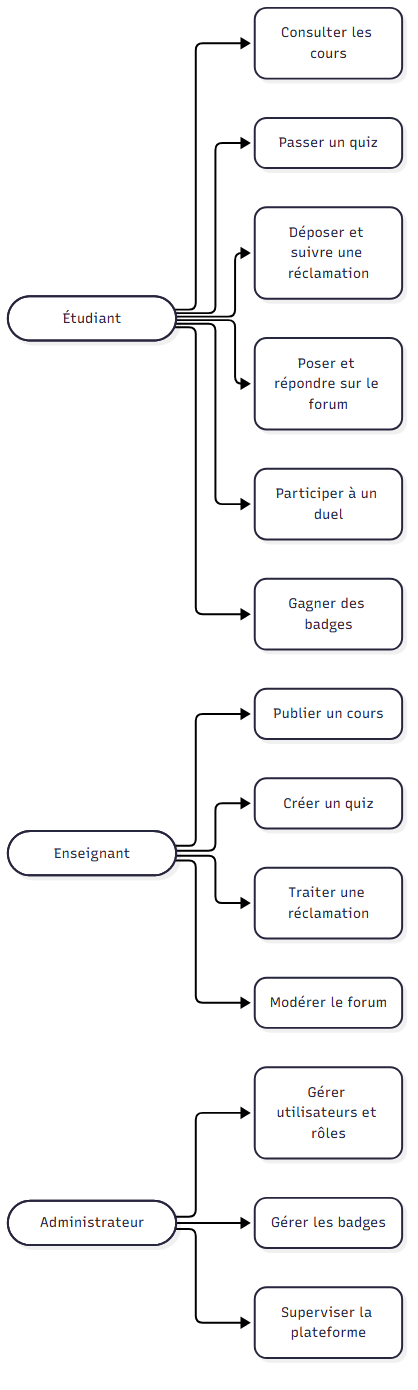 Consulter les
cours
Passer un quiz
Déposer et
suivre une
réclamation
Étudiant
Poser et
répondre sur le
forum
Participer à un
duel
Gagner des
badges
Publier un cours
Créer un quiz
Enseignant
Traiter une
réclamation
Modérer le forum
Gérer
utilisateurs et
rôles
Administrateur
Gérer les badges
Superviser la
plateforme